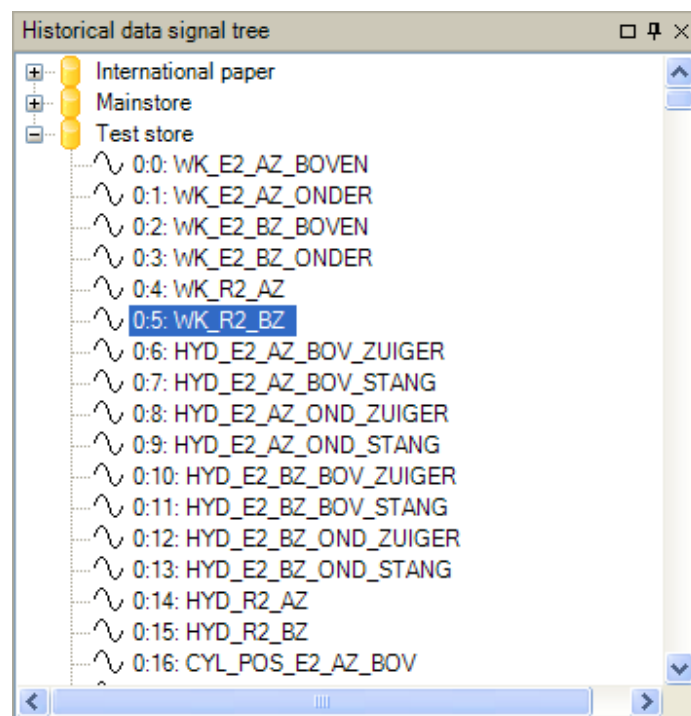 Historical data signal tree
International paper
Mainstore
Test store
0:0: WK_E2_AZ_BOVEN
0:1: WK_E2_AZ_ONDER
0:2: WK_E2_BZ_BOVEN
0:3: WK_E2_BZ_ONDER
0:4: WK_R2_AZ
0:5: WK_R2_BZ
0:6: HYD_E2_AZ_BOV_ZUIGER
0:7: HYD_E2_AZ_BOV_STANG
0:8: HYD_E2_AZ_OND_ZUIGER
0:9: HYD_E2_AZ_OND_STANG
0:10: HYD_E2_BZ_BOV_ZUIGER
0:11: HYD_E2_BZ_BOV_STANG
0:12: HYD_E2_BZ_OND_ZUIGER
0:13: HYD_E2_BZ_OND_STANG
0:14: HYD_R2_AZ
0:15: HYD_R2_BZ
0:16: CYL_POS_E2_AZ_BOV